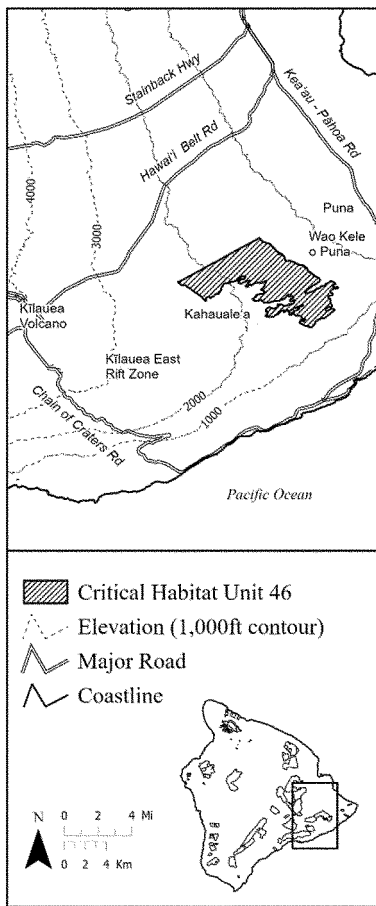 Stainback Hwy
Kea'au - Pāhoa Rd
Hawai'i Belt Rd
4000
3000
Puna
Wao Kele
o Puna
Kīlauea
Volcano
Kahauale'a
Kīlauea East
Rift Zone
2000
1000
Chain of Craters Rd
Pacific Ocean
Critical Habitat Unit 46
Elevation (1,000ft contour)
Major Road
Coastline
N
0 2 4 Mi
0 2 4 Km